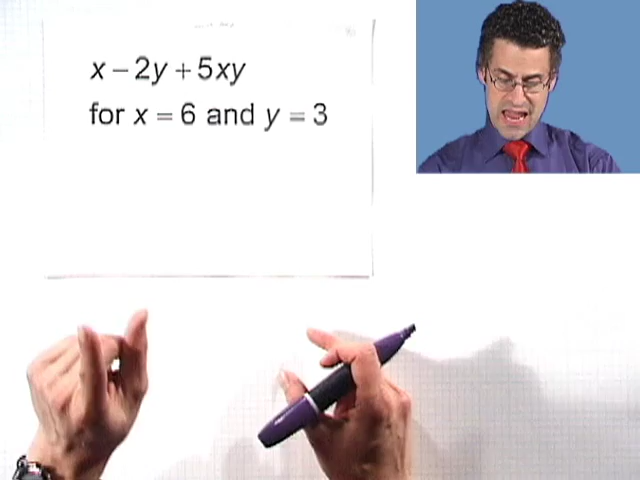 x − 2y + 5xy
for x = 6 and y = 3